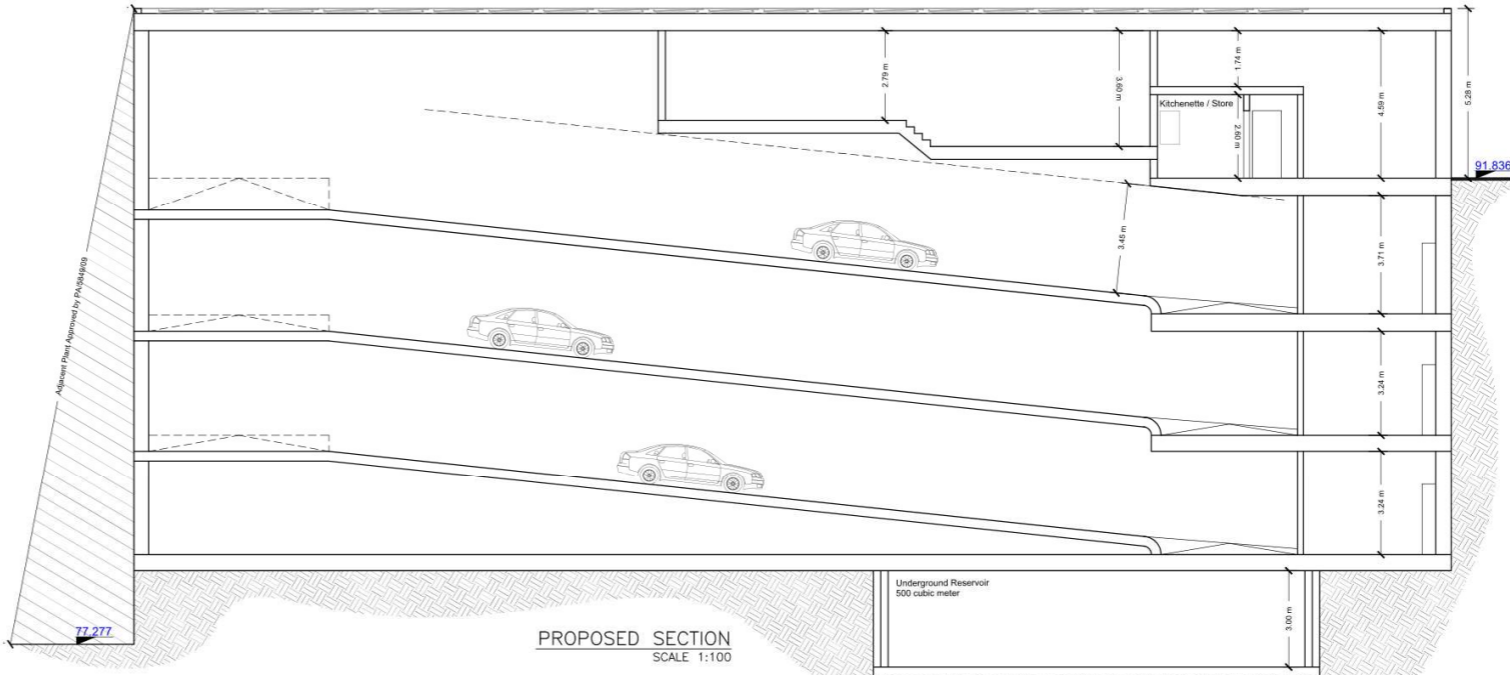 2.79 m
3.60 m
1.74 m
4.59 m
5.28 m
Kitchenette / Store
2.60 m
91.836
3.45 m
3.71 m
Adjacent Plant Approved by PA/5849/09
3.24 m
3.24 m
Underground Reservoir
500 cubic meter
3.00 m
77.277
PROPOSED SECTION
SCALE 1:100